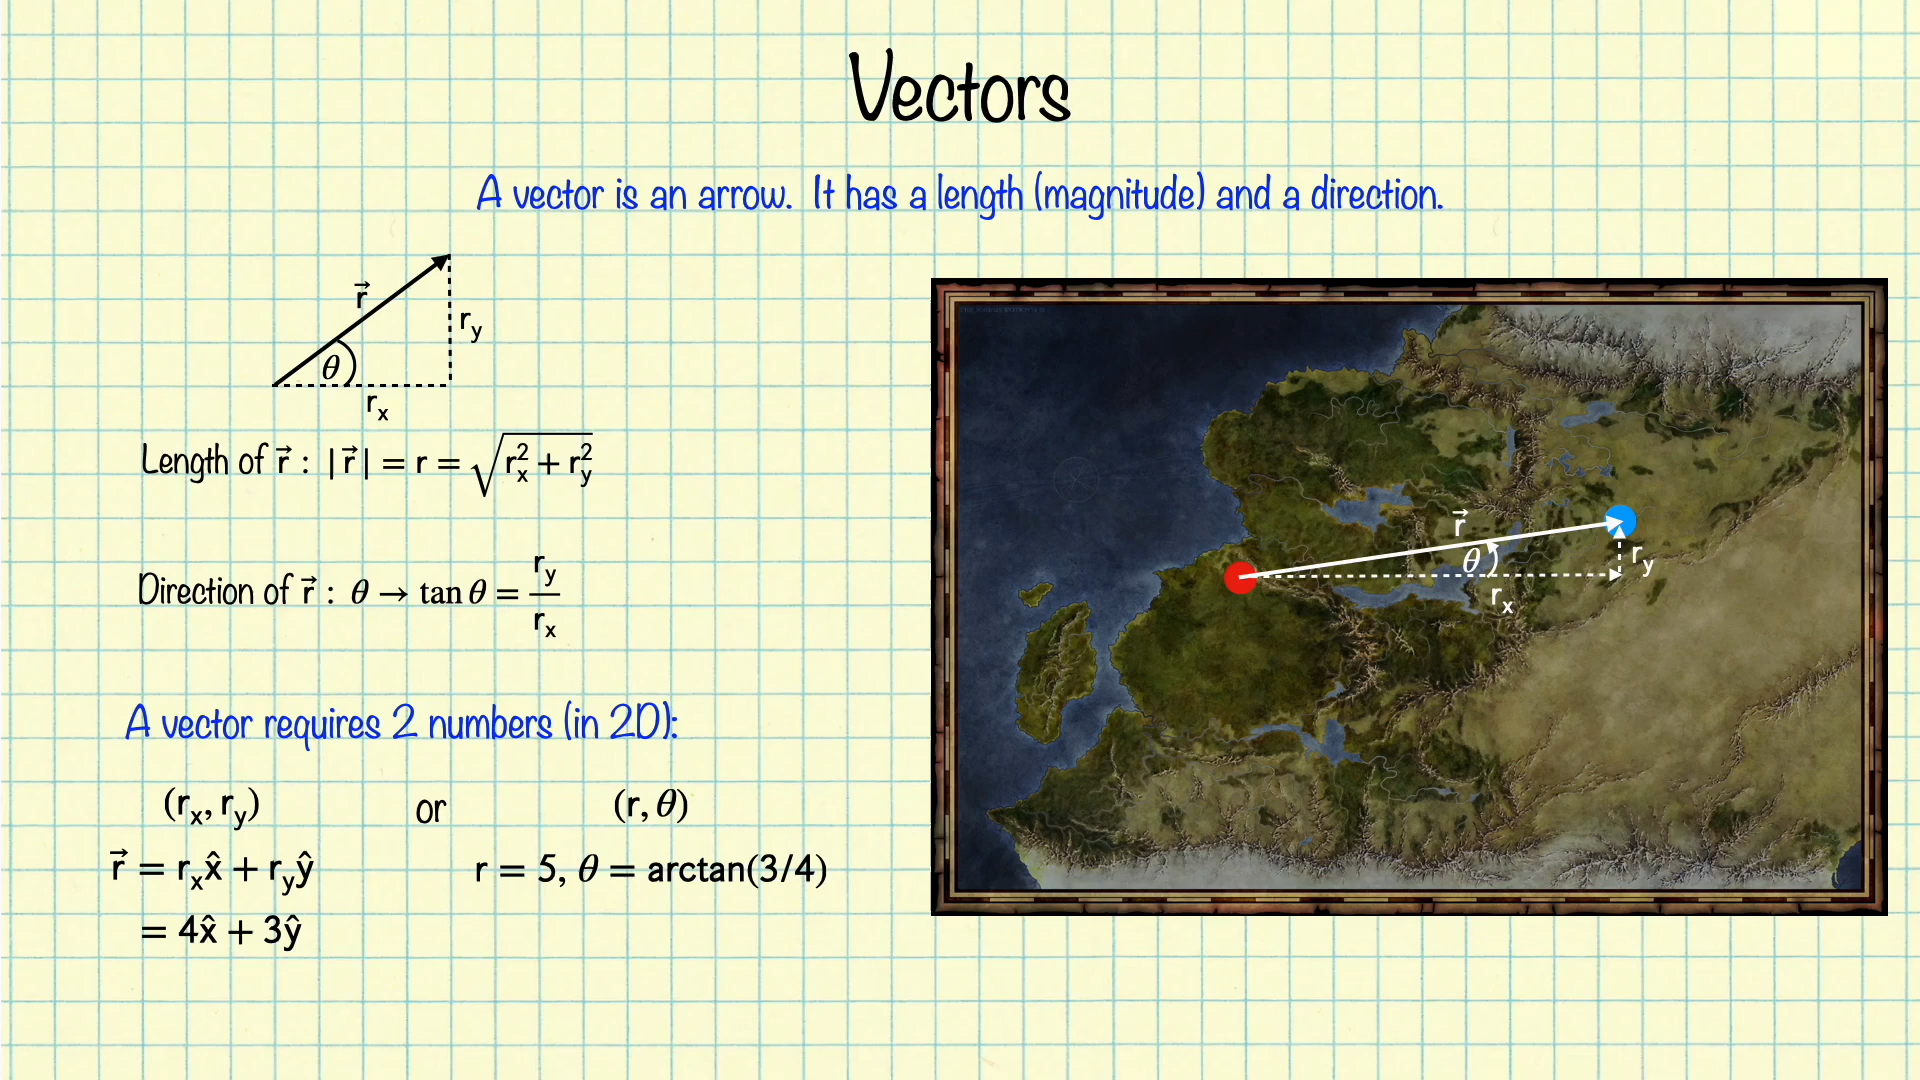 Vectors
A vector is an arrow. It has a length (magnitude) and a direction.
r⃗
r_y
θ
r_x
Length of r⃗ : |r⃗| = r = √(r_x² + r_y²)
Direction of r⃗ : θ → tan θ = r_y / r_x
A vector requires 2 numbers (in 2D):
(r_x, r_y) or (r, θ)
r⃗ = r_x x̂ + r_y ŷ
= 4x̂ + 3ŷ
r = 5, θ = arctan(3/4)
r⃗
θ
r_y
r_x